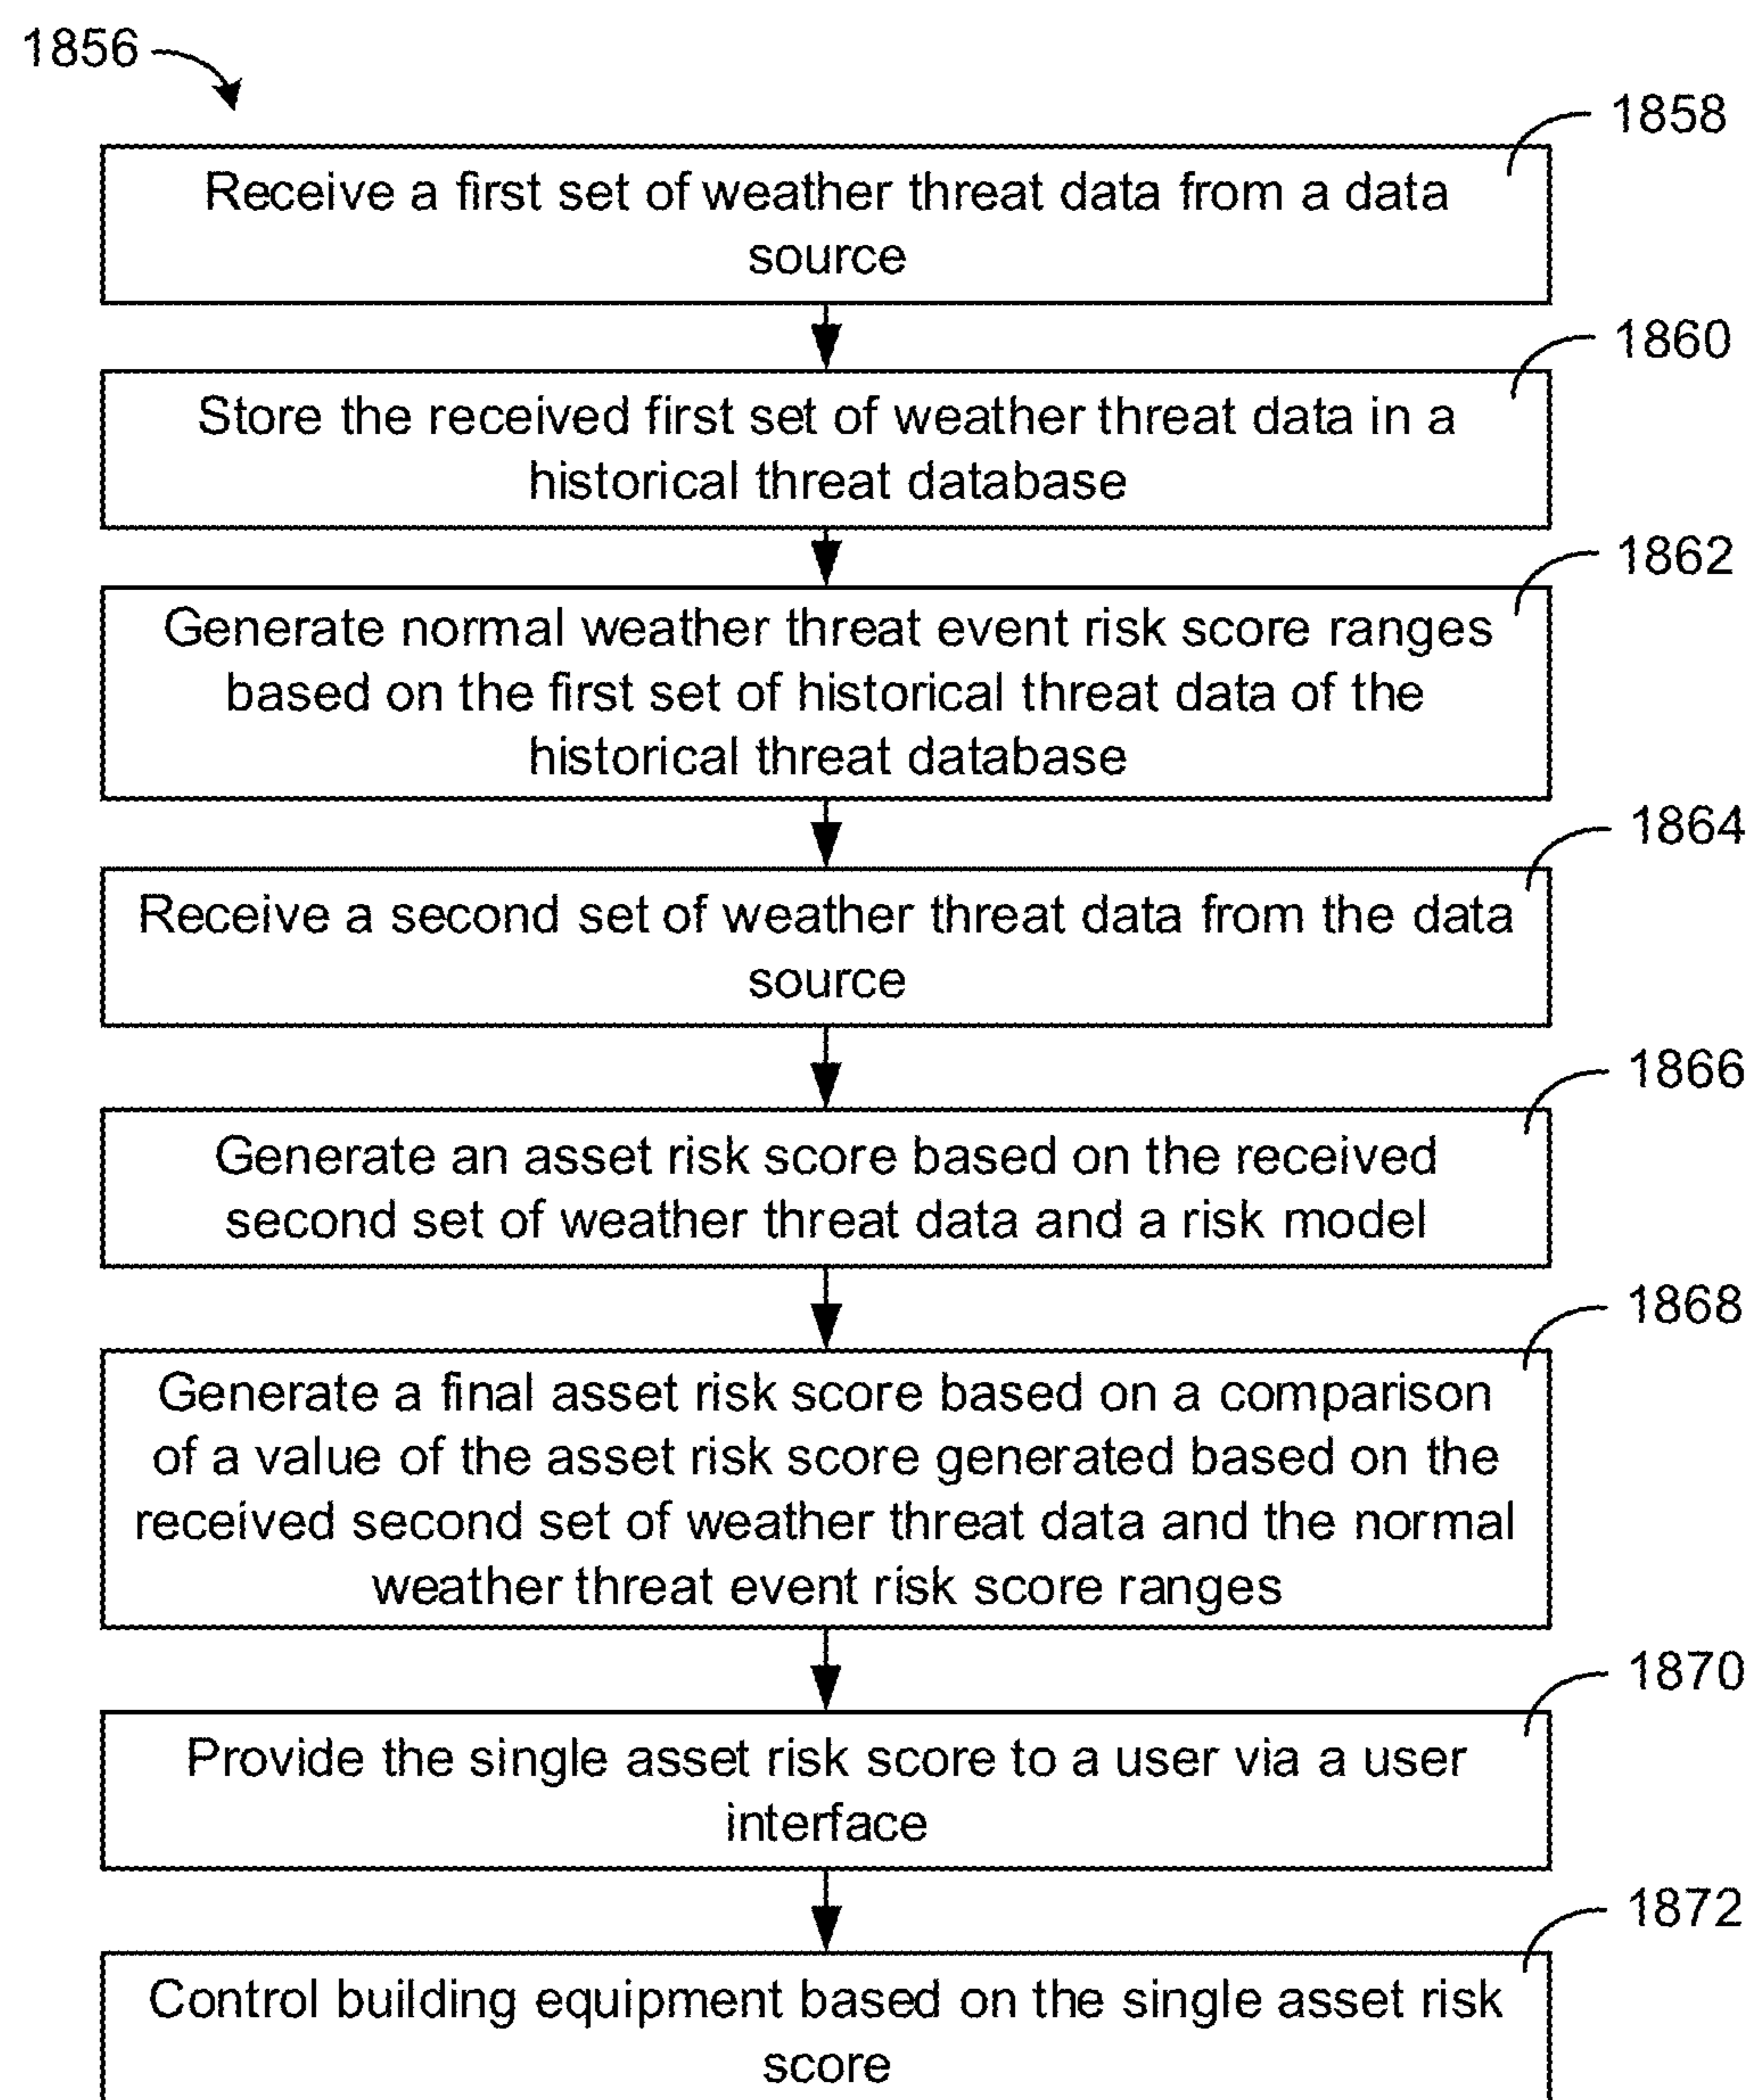 1856
1858
Receive a first set of weather threat data from a data
source
1860
Store the received first set of weather threat data in a
historical threat database
1862
Generate normal weather threat event risk score ranges
based on the first set of historical threat data of the
historical threat database
1864
Receive a second set of weather threat data from the data
source
1866
Generate an asset risk score based on the received
second set of weather threat data and a risk model
1868
Generate a final asset risk score based on a comparison
of a value of the asset risk score generated based on the
received second set of weather threat data and the normal
weather threat event risk score ranges
1870
Provide the single asset risk score to a user via a user
interface
1872
Control building equipment based on the single asset risk
score